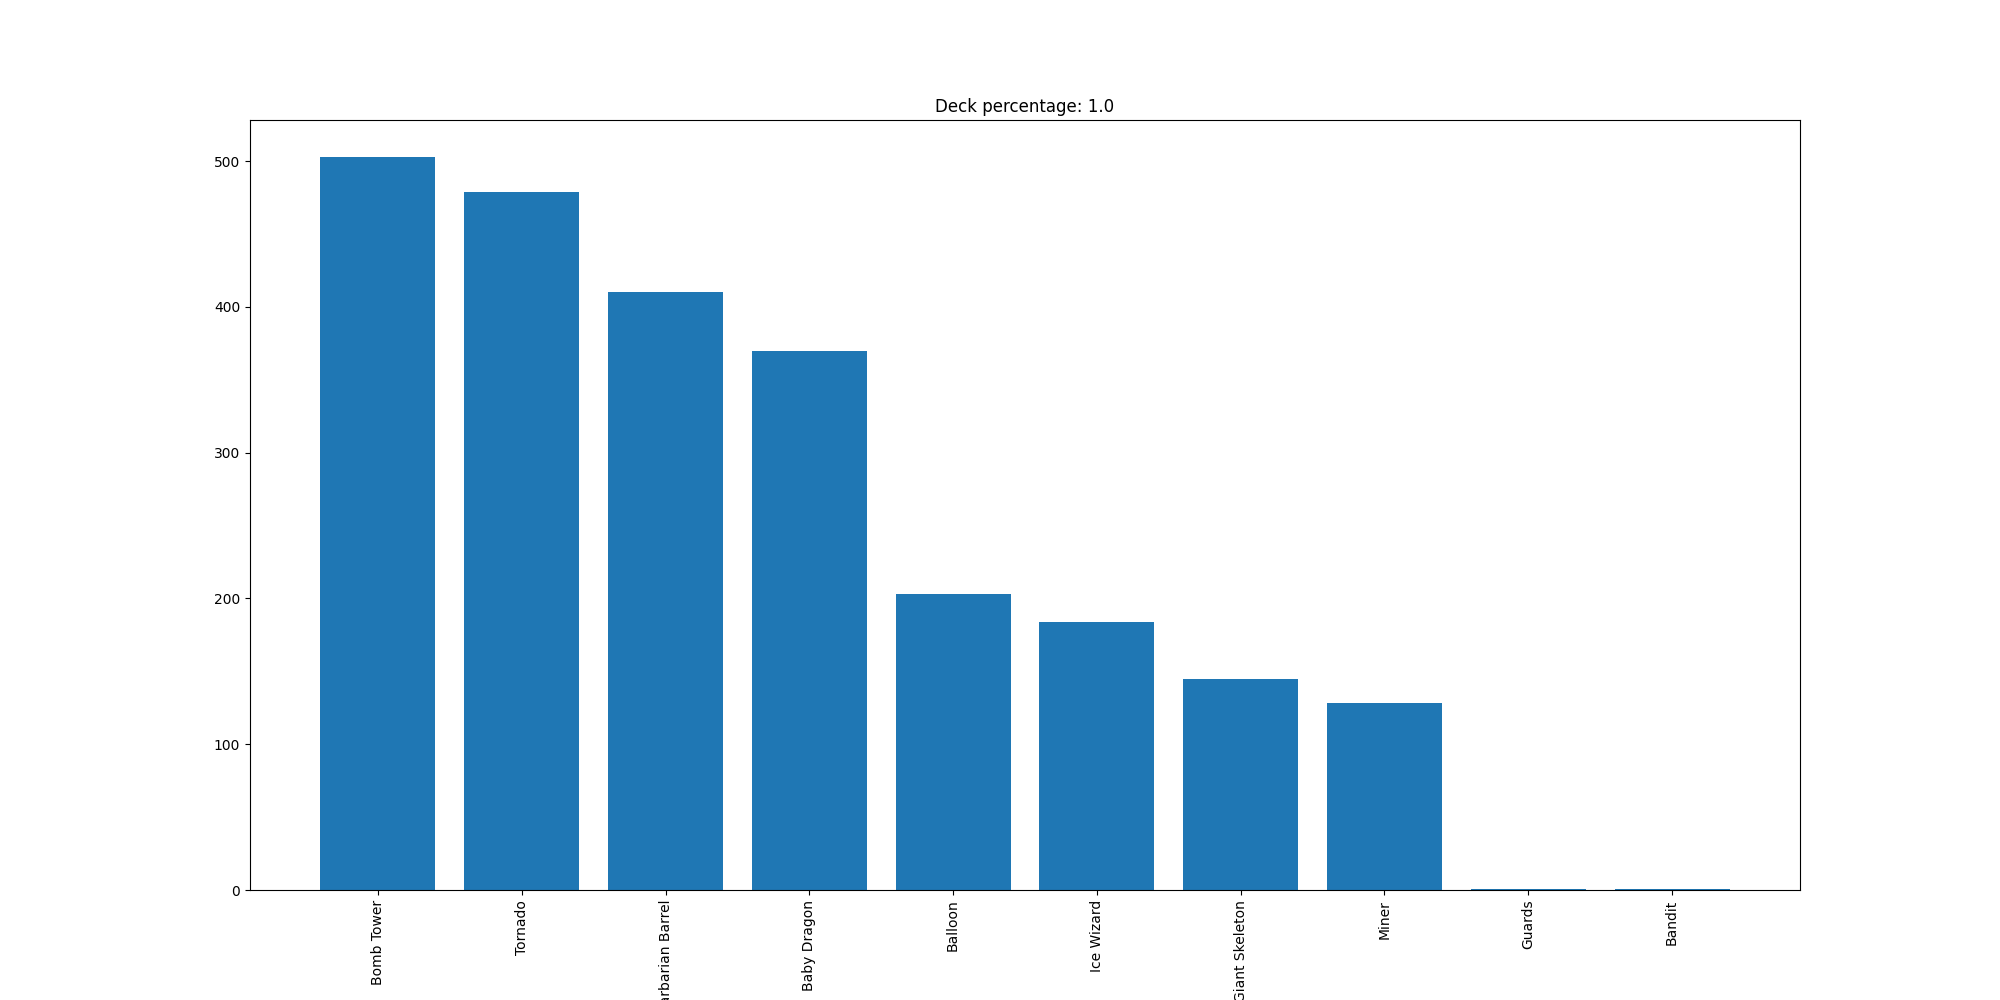 Deck percentage: 1.0
500
400
300
200
100
0
Bomb Tower
Tornado
arbarian Barrel
Baby Dragon
Balloon
Ice Wizard
Giant Skeleton
Miner
Guards
Bandit